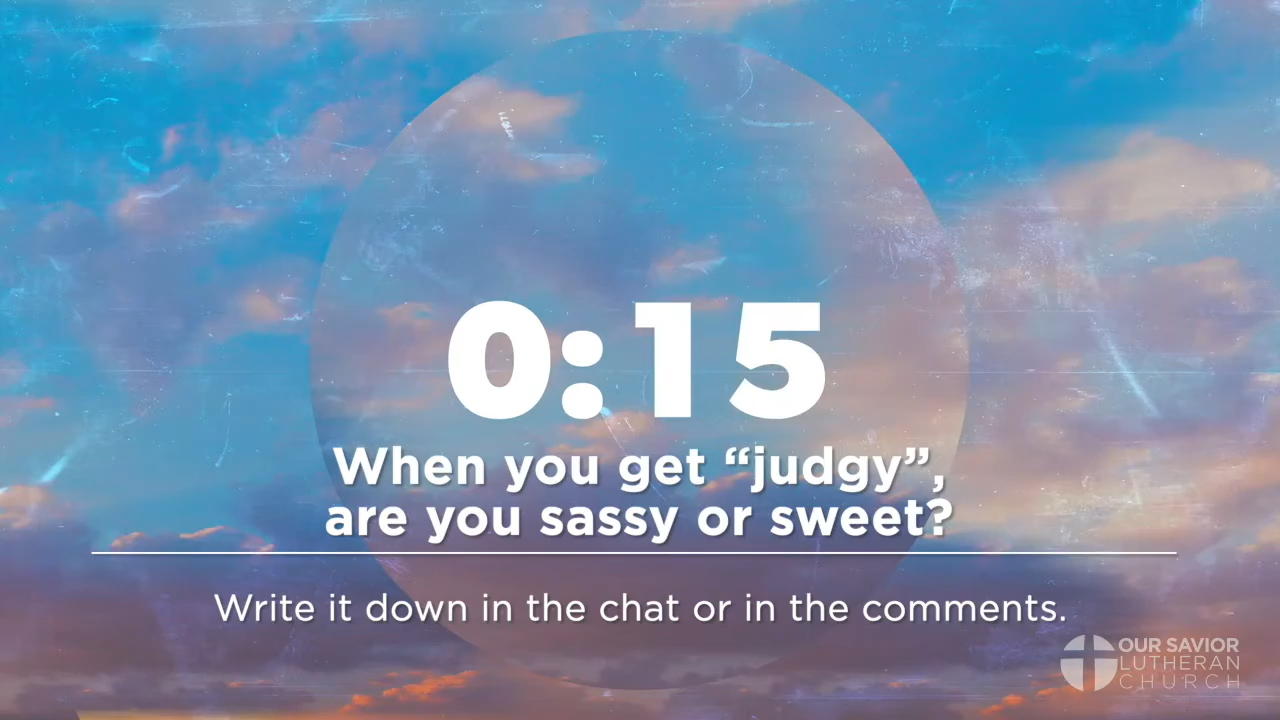 0:15
When you get “judgy”,
are you sassy or sweet?
Write it down in the chat or in the comments.
OUR SAVIOR
LUTHERAN
CHURCH